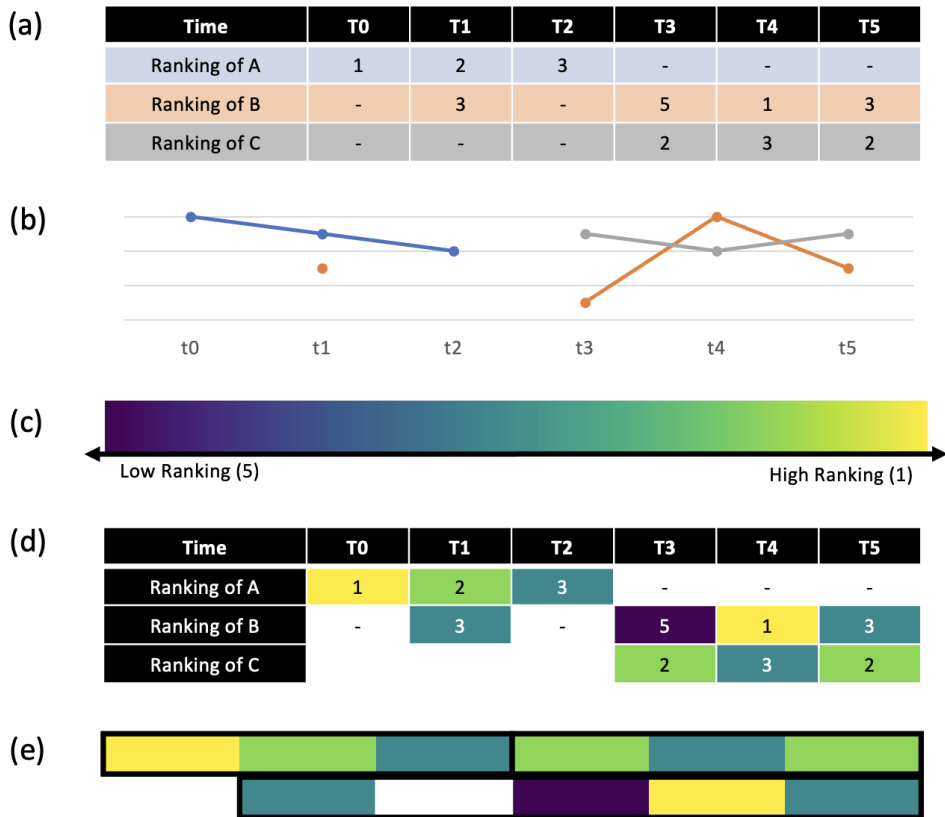 (a)
Time T0 T1 T2 T3 T4 T5
Ranking of A 1 2 3 - - -
Ranking of B - 3 - 5 1 3
Ranking of C - - - 2 3 2
(b)
t0 t1 t2 t3 t4 t5
(c)
Low Ranking (5) High Ranking (1)
(d)
Time T0 T1 T2 T3 T4 T5
Ranking of A 1 2 3 - - -
Ranking of B - 3 - 5 1 3
Ranking of C 2 3 2
(e)